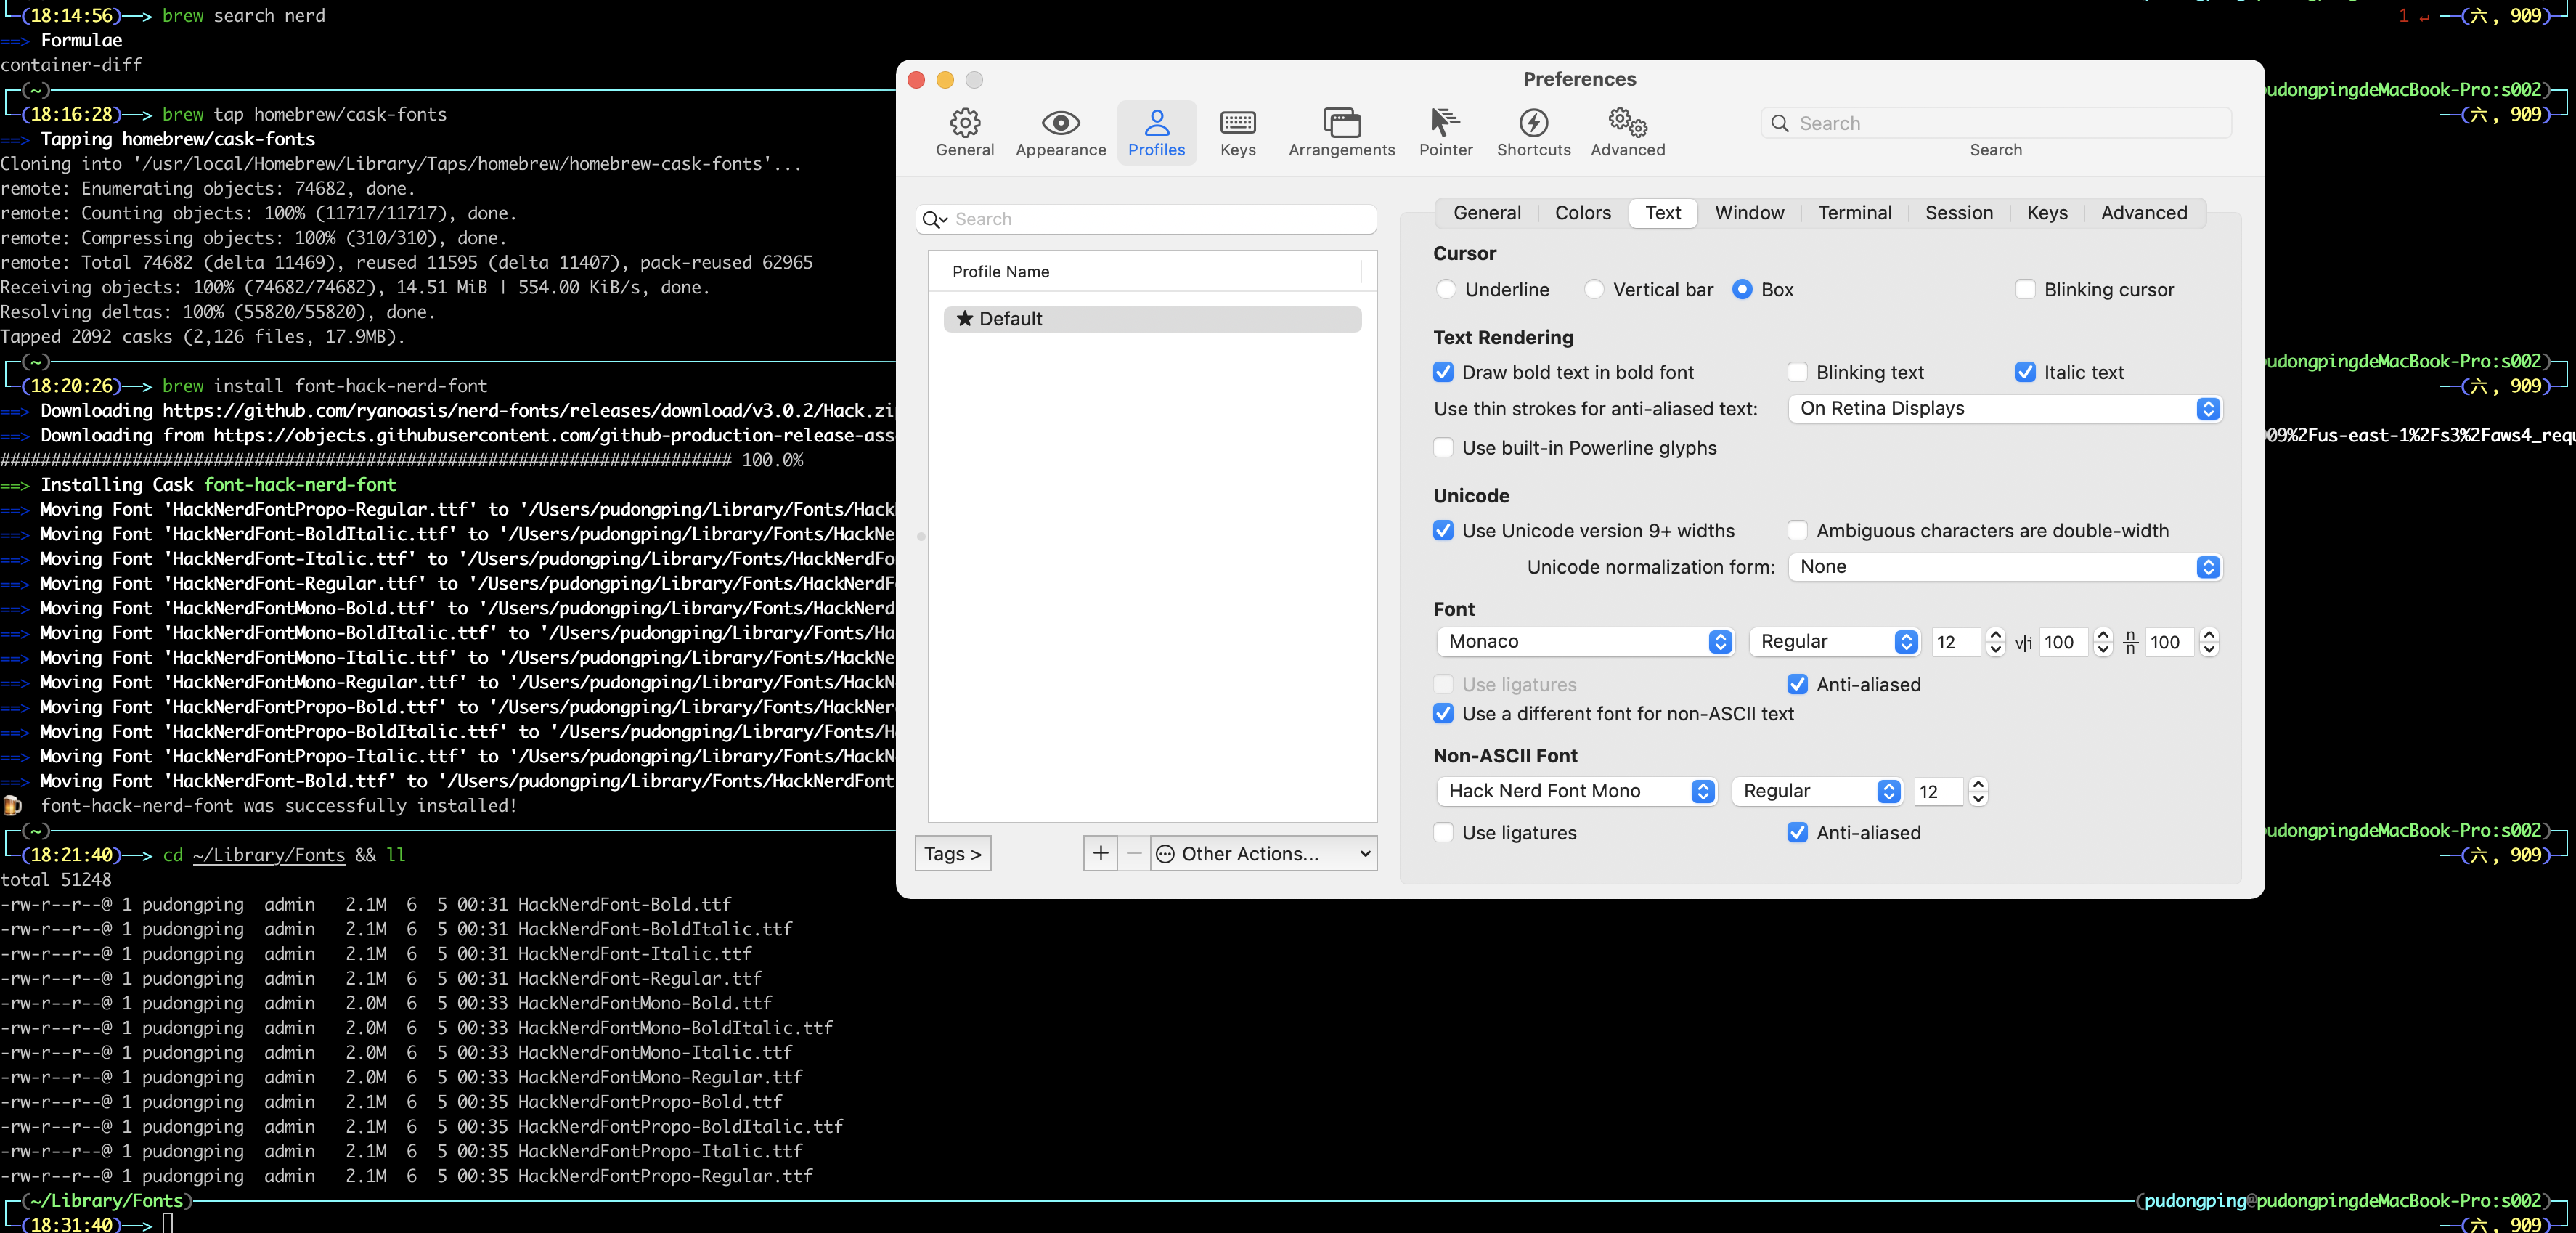 (18:14:56)—> brew search nerd 1 ↵ —(六, 909)
==> Formulae
container-diff
(~) pudongpingdeMacBook-Pro:s002)
(18:16:28)—> brew tap homebrew/cask-fonts —(六, 909)
==> Tapping homebrew/cask-fonts
Cloning into '/usr/local/Homebrew/Library/Taps/homebrew/homebrew-cask-fonts'...
remote: Enumerating objects: 74682, done.
remote: Counting objects: 100% (11717/11717), done.
remote: Compressing objects: 100% (310/310), done.
remote: Total 74682 (delta 11469), reused 11595 (delta 11407), pack-reused 62965
Receiving objects: 100% (74682/74682), 14.51 MiB | 554.00 KiB/s, done.
Resolving deltas: 100% (55820/55820), done.
Tapped 2092 casks (2,126 files, 17.9MB).
(~) pudongpingdeMacBook-Pro:s002)
(18:20:26)—> brew install font-hack-nerd-font —(六, 909)
==> Downloading https://github.com/ryanoasis/nerd-fonts/releases/download/v3.0.2/Hack.zi
==> Downloading from https://objects.githubusercontent.com/github-production-release-ass 09%2Fus-east-1%2Fs3%2Faws4_requ
######################################################################## 100.0%
==> Installing Cask font-hack-nerd-font
==> Moving Font 'HackNerdFontPropo-Regular.ttf' to '/Users/pudongping/Library/Fonts/Hack
==> Moving Font 'HackNerdFont-BoldItalic.ttf' to '/Users/pudongping/Library/Fonts/HackNe
==> Moving Font 'HackNerdFont-Italic.ttf' to '/Users/pudongping/Library/Fonts/HackNerdFo
==> Moving Font 'HackNerdFont-Regular.ttf' to '/Users/pudongping/Library/Fonts/HackNerdF
==> Moving Font 'HackNerdFontMono-Bold.ttf' to '/Users/pudongping/Library/Fonts/HackNerd
==> Moving Font 'HackNerdFontMono-BoldItalic.ttf' to '/Users/pudongping/Library/Fonts/Ha
==> Moving Font 'HackNerdFontMono-Italic.ttf' to '/Users/pudongping/Library/Fonts/HackNe
==> Moving Font 'HackNerdFontMono-Regular.ttf' to '/Users/pudongping/Library/Fonts/HackN
==> Moving Font 'HackNerdFontPropo-Bold.ttf' to '/Users/pudongping/Library/Fonts/HackNer
==> Moving Font 'HackNerdFontPropo-BoldItalic.ttf' to '/Users/pudongping/Library/Fonts/H
==> Moving Font 'HackNerdFontPropo-Italic.ttf' to '/Users/pudongping/Library/Fonts/HackN
==> Moving Font 'HackNerdFont-Bold.ttf' to '/Users/pudongping/Library/Fonts/HackNerdFont
🍺 font-hack-nerd-font was successfully installed!
(~) pudongpingdeMacBook-Pro:s002)
(18:21:40)—> cd ~/Library/Fonts && ll —(六, 909)
total 51248
-rw-r--r--@ 1 pudongping admin 2.1M 6 5 00:31 HackNerdFont-Bold.ttf
-rw-r--r--@ 1 pudongping admin 2.1M 6 5 00:31 HackNerdFont-BoldItalic.ttf
-rw-r--r--@ 1 pudongping admin 2.1M 6 5 00:31 HackNerdFont-Italic.ttf
-rw-r--r--@ 1 pudongping admin 2.1M 6 5 00:31 HackNerdFont-Regular.ttf
-rw-r--r--@ 1 pudongping admin 2.0M 6 5 00:33 HackNerdFontMono-Bold.ttf
-rw-r--r--@ 1 pudongping admin 2.0M 6 5 00:33 HackNerdFontMono-BoldItalic.ttf
-rw-r--r--@ 1 pudongping admin 2.0M 6 5 00:33 HackNerdFontMono-Italic.ttf
-rw-r--r--@ 1 pudongping admin 2.0M 6 5 00:33 HackNerdFontMono-Regular.ttf
-rw-r--r--@ 1 pudongping admin 2.1M 6 5 00:35 HackNerdFontPropo-Bold.ttf
-rw-r--r--@ 1 pudongping admin 2.1M 6 5 00:35 HackNerdFontPropo-BoldItalic.ttf
-rw-r--r--@ 1 pudongping admin 2.1M 6 5 00:35 HackNerdFontPropo-Italic.ttf
-rw-r--r--@ 1 pudongping admin 2.1M 6 5 00:35 HackNerdFontPropo-Regular.ttf
(~/Library/Fonts) (pudongping@pudongpingdeMacBook-Pro:s002)
(18:31:40)—> —(六, 909)
Preferences
General Appearance Profiles Keys Arrangements Pointer Shortcuts Advanced
Search
Search
Search
Profile Name
★ Default
Tags >
+ − Other Actions...
General Colors Text Window Terminal Session Keys Advanced
Cursor
Underline Vertical bar Box Blinking cursor
Text Rendering
Draw bold text in bold font Blinking text Italic text
Use thin strokes for anti-aliased text: On Retina Displays
Use built-in Powerline glyphs
Unicode
Use Unicode version 9+ widths Ambiguous characters are double-width
Unicode normalization form: None
Font
Monaco Regular 12 v|i 100 n/n 100
Use ligatures Anti-aliased
Use a different font for non-ASCII text
Non-ASCII Font
Hack Nerd Font Mono Regular 12
Use ligatures Anti-aliased